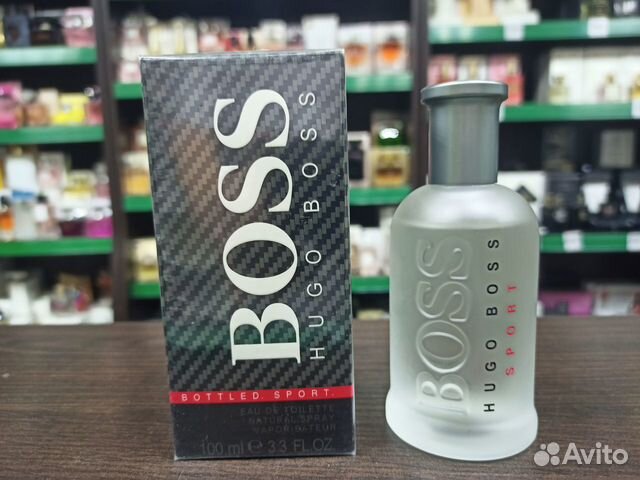 BOSS
HUGO BOSS
BOTTLED. SPORT.
EAU DE TOILETTE
NATURAL SPRAY
VAPORISATEUR
100 ml e 3.3 FL.OZ.
BOSS
HUGO BOSS
SPORT
Avito